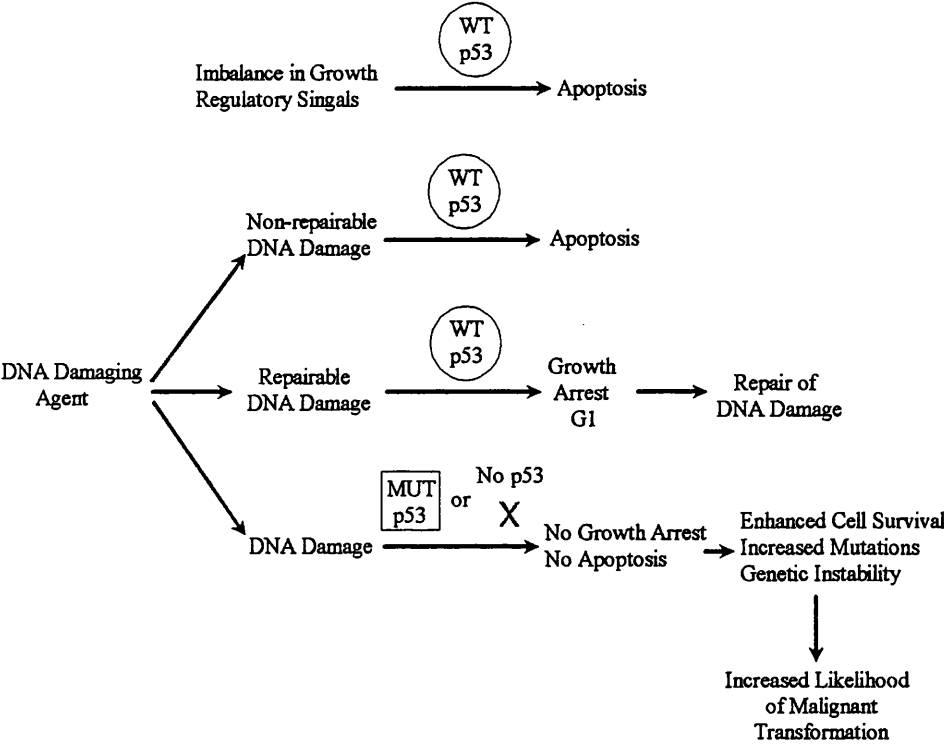 WT
p53
Imbalance in Growth
Regulatory Singals
Apoptosis
WT
p53
Non-repairable
DNA Damage
Apoptosis
WT
p53
DNA Damaging
Agent
Repairable
DNA Damage
Growth
Arrest
G1
Repair of
DNA Damage
MUT
p53
or
No p53
X
DNA Damage
No Growth Arrest
No Apoptosis
Enhanced Cell Survival
Increased Mutations
Genetic Instability
Increased Likelihood
of Malignant
Transformation